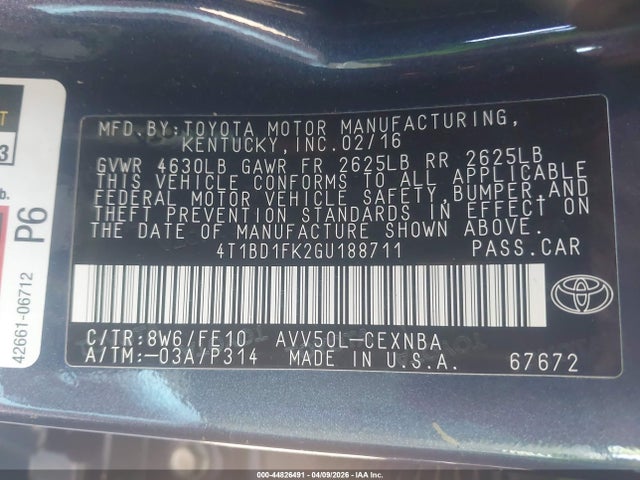 MFD.BY:TOYOTA MOTOR MANUFACTURING,
KENTUCKY,INC.02/16
GVWR 4630LB GAWR FR 2625LB RR 2625LB
THIS VEHICLE CONFORMS TO ALL APPLICABLE
FEDERAL MOTOR VEHICLE SAFETY,BUMPER,AND
THEFT PREVENTION STANDARDS IN EFFECT ON
THE DATE OF MANUFACTURE SHOWN ABOVE.
4T1BD1FK2GU188711 PASS.CAR
C/TR:8W6/FE10 AVV50L-CEXNBA
A/TM:-03A/P314 MADE IN U.S.A. 67672
P6
42661-06712
000-44826491 - 04/09/2026 - IAA Inc.